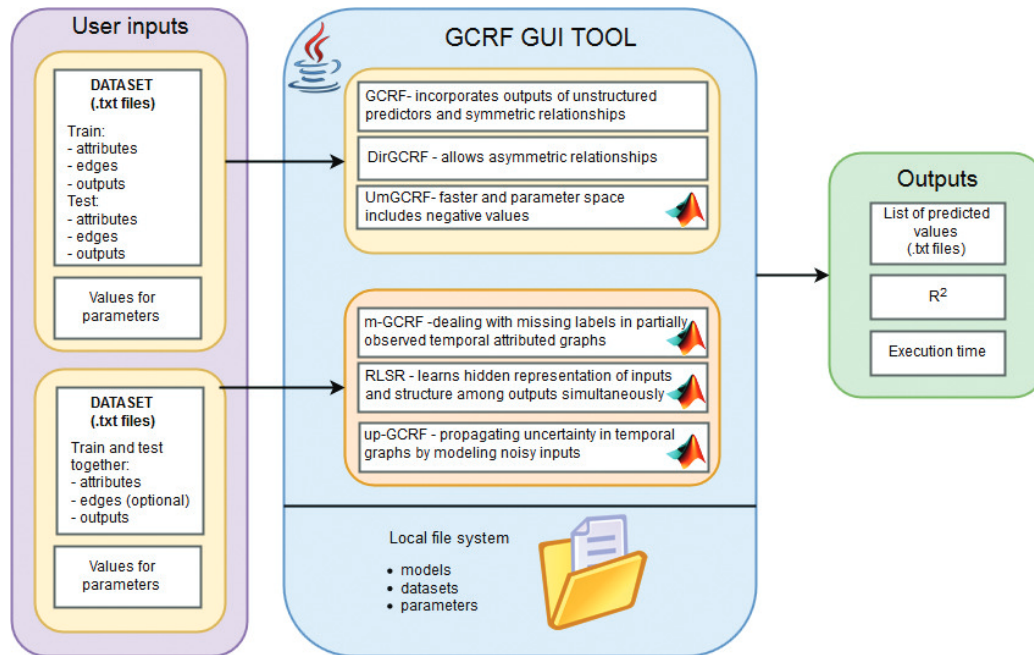 User inputs
DATASET
(.txt files)
Train:
- attributes
- edges
- outputs
Test:
- attributes
- edges
- outputs
Values for
parameters
DATASET
(.txt files)
Train and test
together:
- attributes
- edges (optional)
- outputs
Values for
parameters
GCRF GUI TOOL
GCRF- incorporates outputs of unstructured
predictors and symmetric relationships
DirGCRF - allows asymmetric relationships
UmGCRF- faster and parameter space
includes negative values
m-GCRF -dealing with missing labels in partially
observed temporal attributed graphs
RLSR - learns hidden representation of inputs
and structure among outputs simultaneously
up-GCRF - propagating uncertainty in temporal
graphs by modeling noisy inputs
Local file system
• models
• datasets
• parameters
Outputs
List of predicted
values
(.txt files)
R²
Execution time